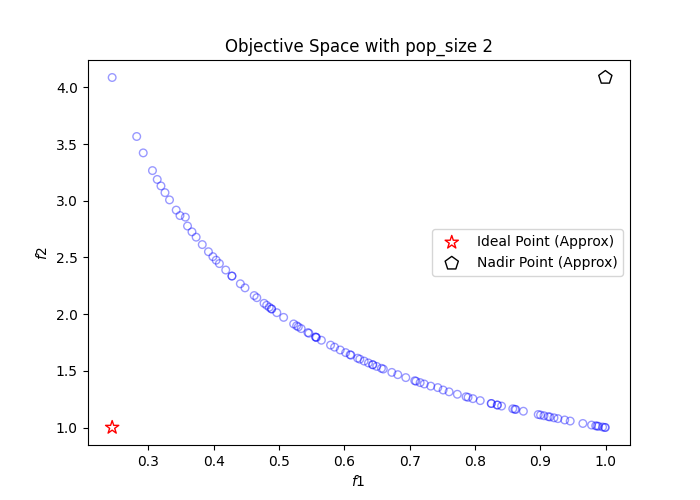 Objective Space with pop_size 2
4.0
3.5
3.0
2.5
2.0
1.5
1.0
f2
Ideal Point (Approx)
Nadir Point (Approx)
0.3 0.4 0.5 0.6 0.7 0.8 0.9 1.0
f1